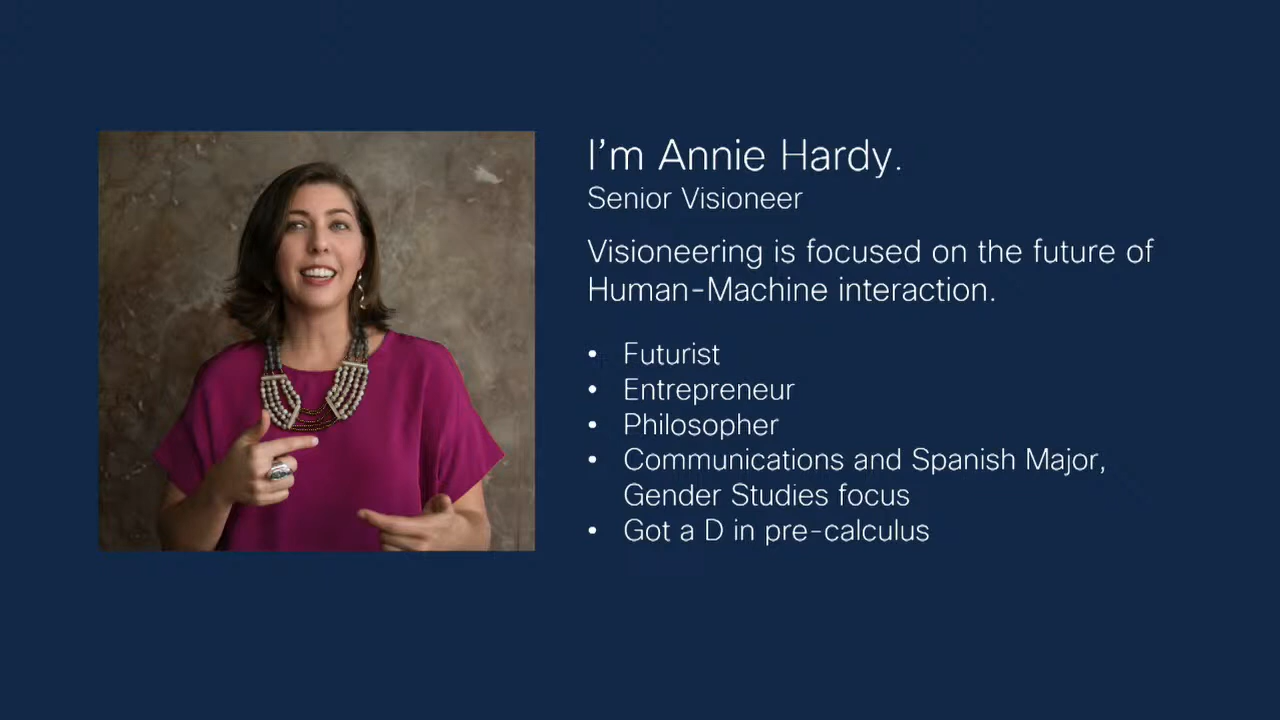 I'm Annie Hardy.
Senior Visioneer
Visioneering is focused on the future of
Human-Machine interaction.
• Futurist
• Entrepreneur
• Philosopher
• Communications and Spanish Major,
Gender Studies focus
• Got a D in pre-calculus